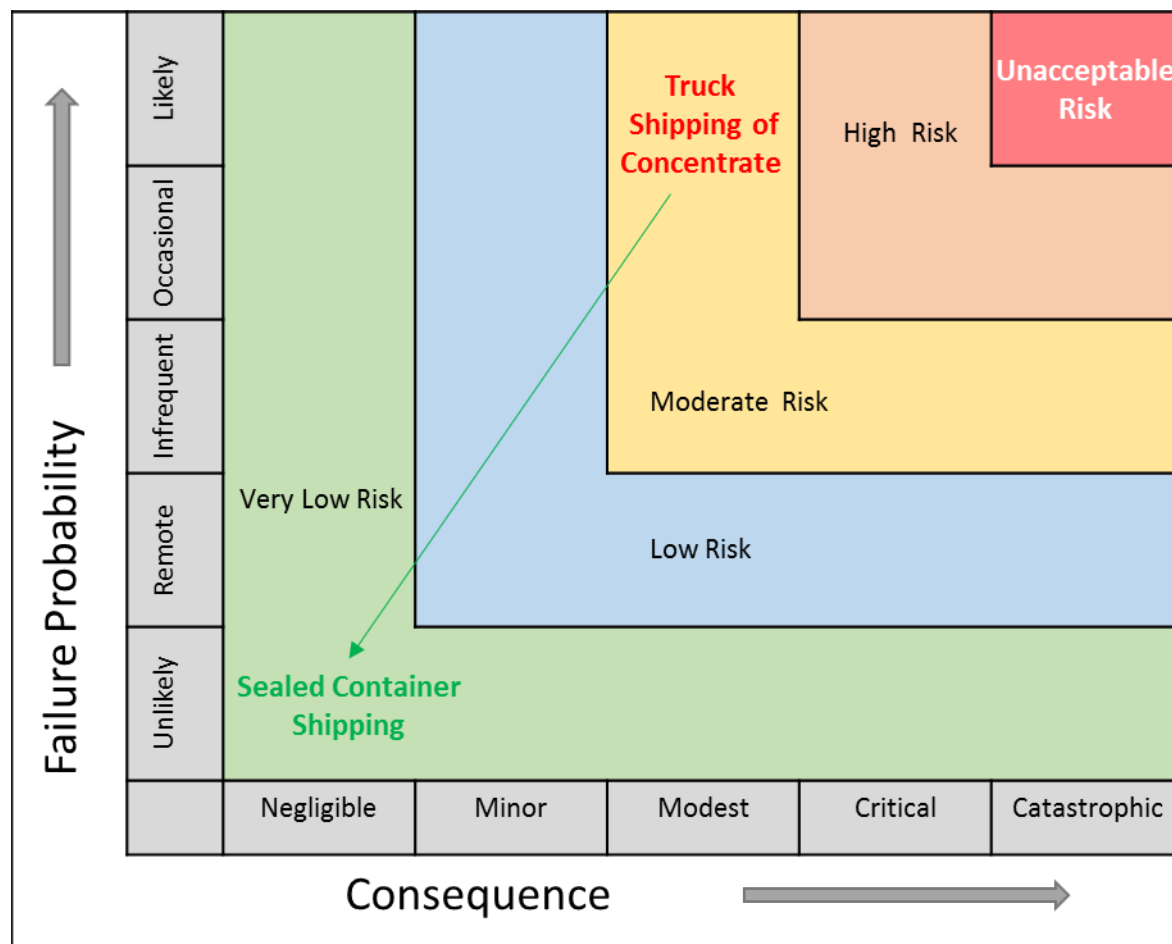 Failure Probability
Likely
Occasional
Infrequent
Remote
Unlikely
Truck
Shipping of
Concentrate
High Risk
Unacceptable
Risk
Moderate Risk
Very Low Risk
Low Risk
Sealed Container
Shipping
Negligible
Minor
Modest
Critical
Catastrophic
Consequence